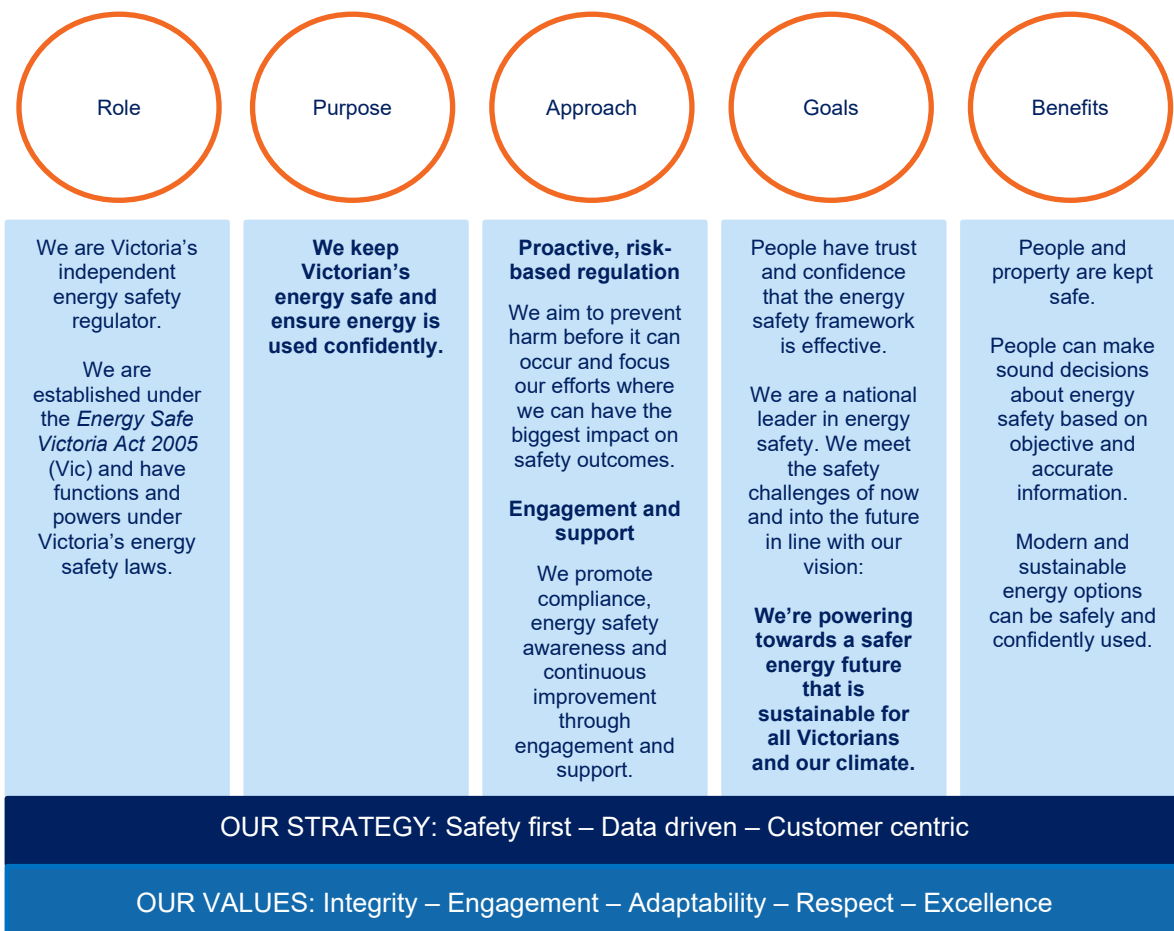 Role
Purpose
Approach
Goals
Benefits
We are Victoria’s
independent
energy safety
regulator.
We are
established under
the Energy Safe
Victoria Act 2005
(Vic) and have
functions and
powers under
Victoria’s energy
safety laws.
We keep
Victorian’s
energy safe and
ensure energy is
used confidently.
Proactive, risk-
based regulation
We aim to prevent
harm before it can
occur and focus
our efforts where
we can have the
biggest impact on
safety outcomes.
Engagement and
support
We promote
compliance,
energy safety
awareness and
continuous
improvement
through
engagement and
support.
People have trust
and confidence
that the energy
safety framework
is effective.
We are a national
leader in energy
safety. We meet
the safety
challenges of now
and into the future
in line with our
vision:
We’re powering
towards a safer
energy future
that is
sustainable for
all Victorians
and our climate.
People and
property are kept
safe.
People can make
sound decisions
about energy
safety based on
objective and
accurate
information.
Modern and
sustainable
energy options
can be safely and
confidently used.
OUR STRATEGY: Safety first – Data driven – Customer centric
OUR VALUES: Integrity – Engagement – Adaptability – Respect – Excellence